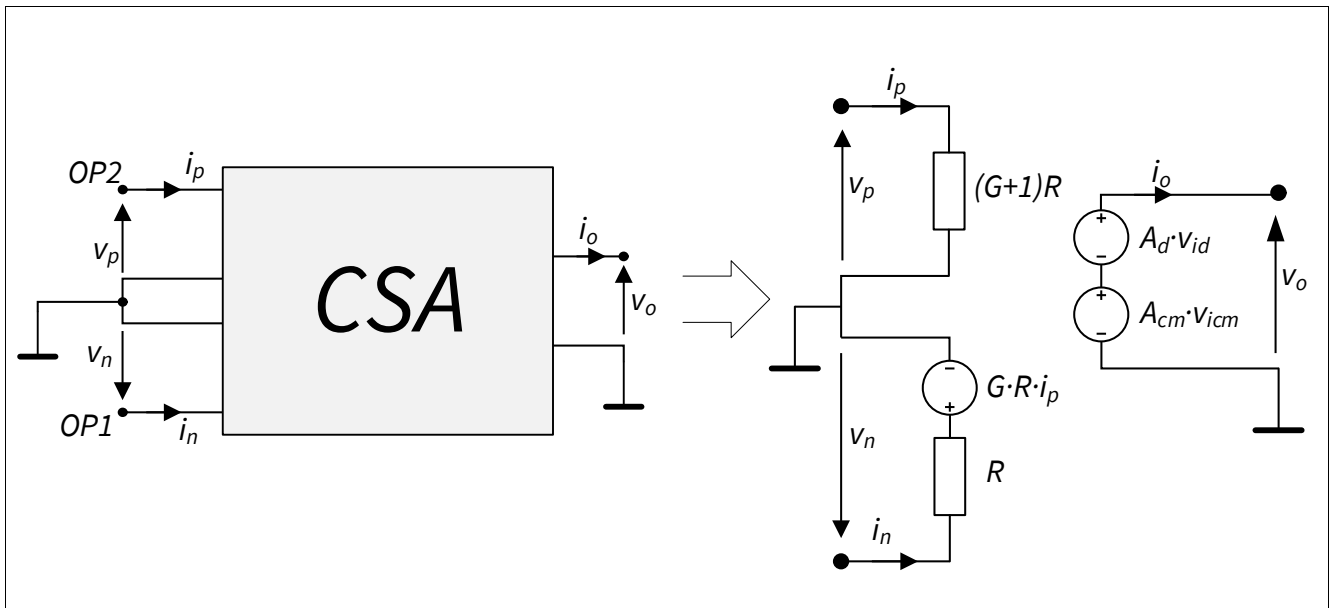 OP2
i_p
v_p
v_n
OP1
i_n
CSA
i_o
v_o
i_p
v_p
(G+1)R
G·R·i_p
v_n
R
i_n
i_o
+
A_d·v_id
−
+
A_cm·v_icm
−
v_o
−
+